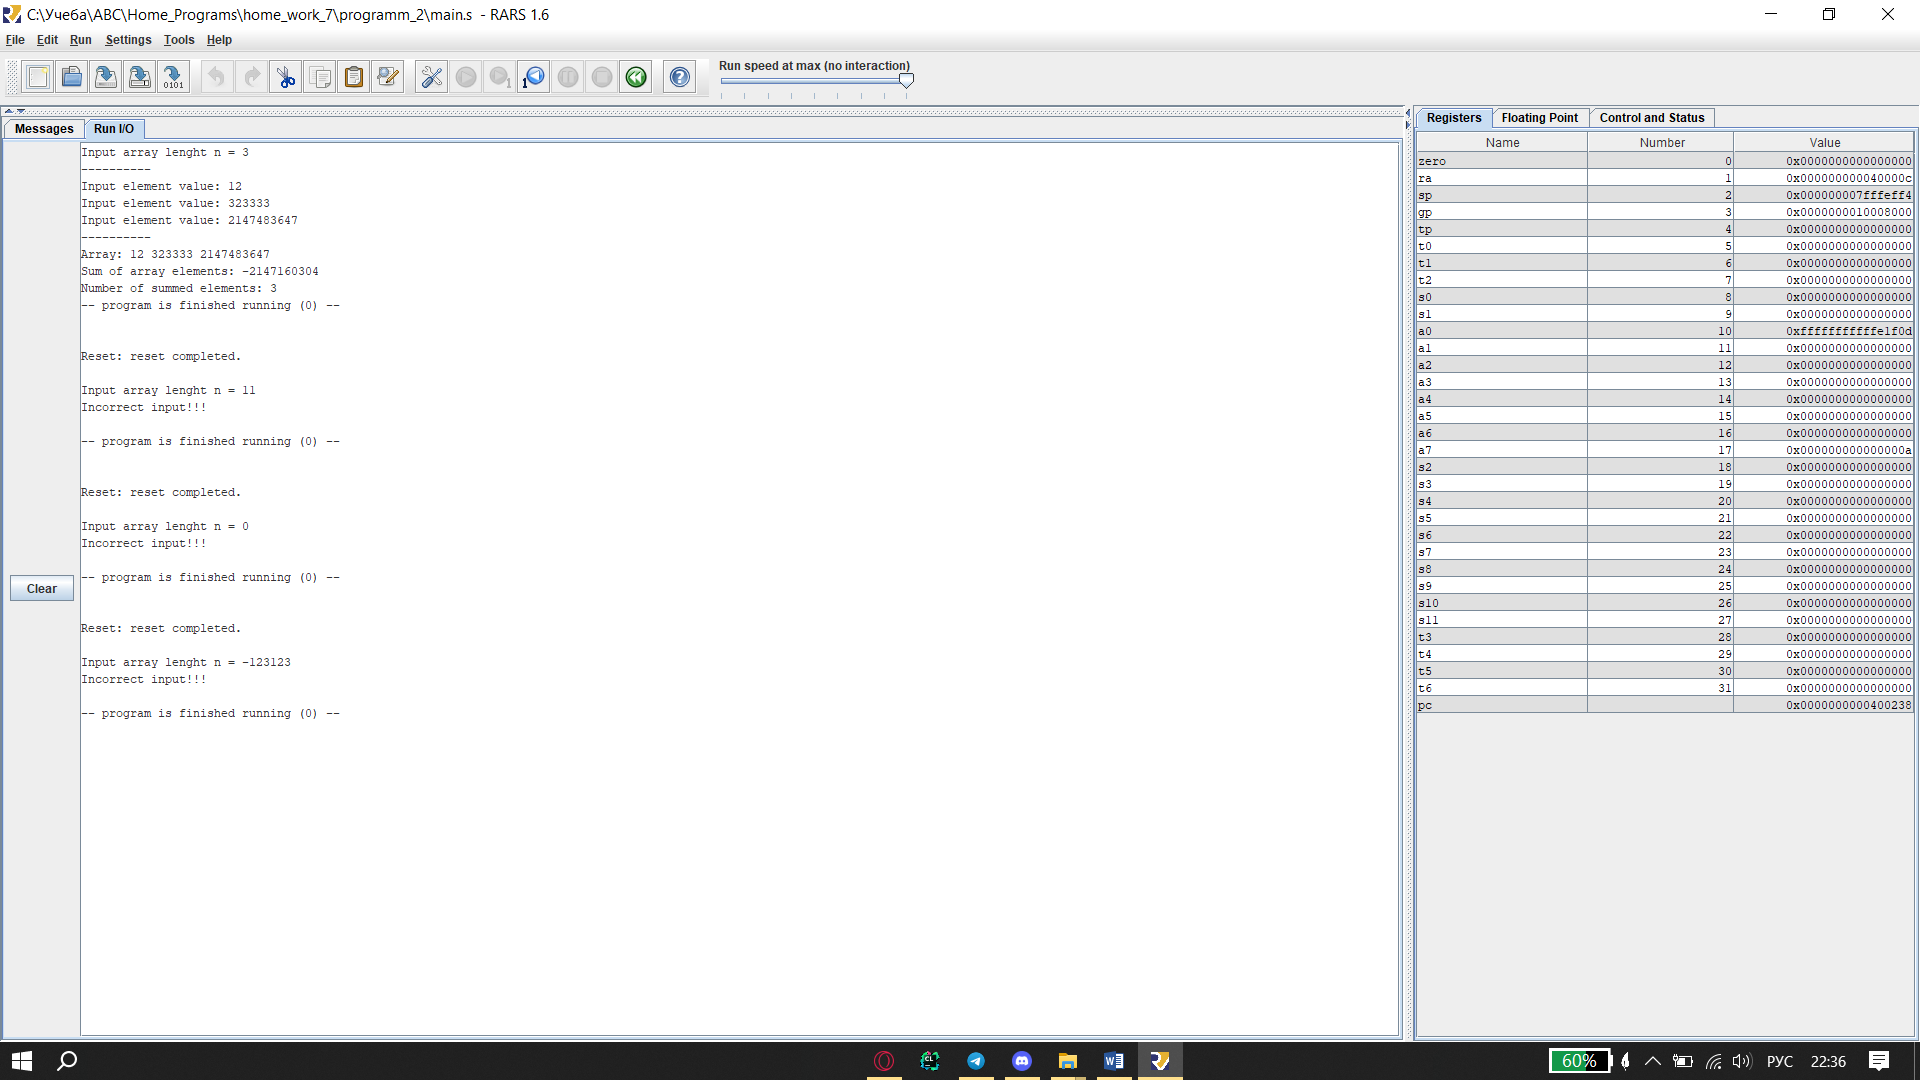 C:\Учеба\ABC\Home_Programs\home_work_7\programm_2\main.s - RARS 1.6
File Edit Run Settings Tools Help
Run speed at max (no interaction)
Messages Run I/O
Input array lenght n = 3
----------
Input element value: 12
Input element value: 323333
Input element value: 2147483647
----------
Array: 12 323333 2147483647
Sum of array elements: -2147160304
Number of summed elements: 3
-- program is finished running (0) --
Reset: reset completed.
Input array lenght n = 11
Incorrect input!!!
-- program is finished running (0) --
Reset: reset completed.
Input array lenght n = 0
Incorrect input!!!
-- program is finished running (0) --
Reset: reset completed.
Input array lenght n = -123123
Incorrect input!!!
-- program is finished running (0) --
Clear
Registers Floating Point Control and Status
Name Number Value
zero 0 0x0000000000000000
ra 1 0x000000000040000c
sp 2 0x000000007fffeff4
gp 3 0x0000000010008000
tp 4 0x0000000000000000
t0 5 0x0000000000000000
t1 6 0x0000000000000000
t2 7 0x0000000000000000
s0 8 0x0000000000000000
s1 9 0x0000000000000000
a0 10 0xfffffffffffe1f0d
a1 11 0x0000000000000000
a2 12 0x0000000000000000
a3 13 0x0000000000000000
a4 14 0x0000000000000000
a5 15 0x0000000000000000
a6 16 0x0000000000000000
a7 17 0x000000000000000a
s2 18 0x0000000000000000
s3 19 0x0000000000000000
s4 20 0x0000000000000000
s5 21 0x0000000000000000
s6 22 0x0000000000000000
s7 23 0x0000000000000000
s8 24 0x0000000000000000
s9 25 0x0000000000000000
s10 26 0x0000000000000000
s11 27 0x0000000000000000
t3 28 0x0000000000000000
t4 29 0x0000000000000000
t5 30 0x0000000000000000
t6 31 0x0000000000000000
pc 0x0000000000400238
60% РУС 22:36